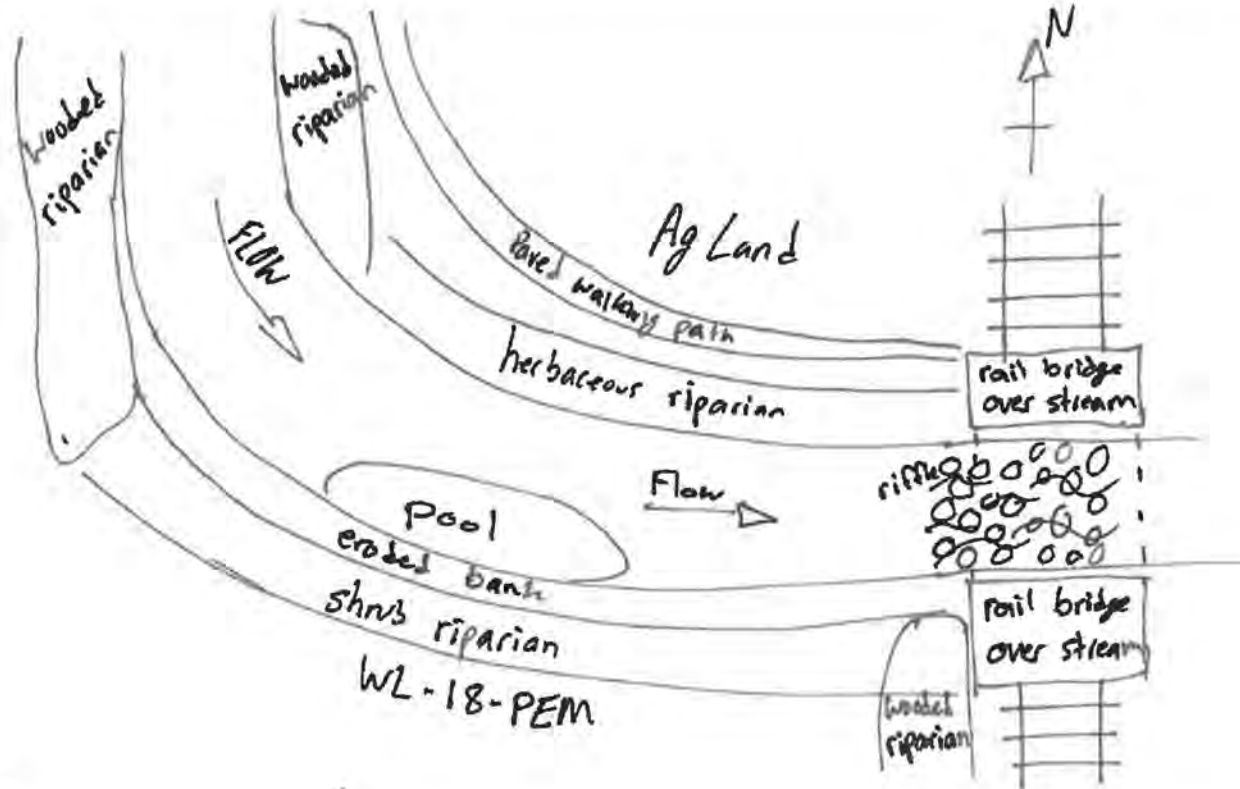 N
wooded
riparian
wooded
riparian
FLOW
Ag Land
Paved walking path
herbaceous riparian
rail bridge
over stream
riffle
Flow
pool
eroded bank
shrub riparian
WL-18-PEM
rail bridge
over stream
wooded
riparian